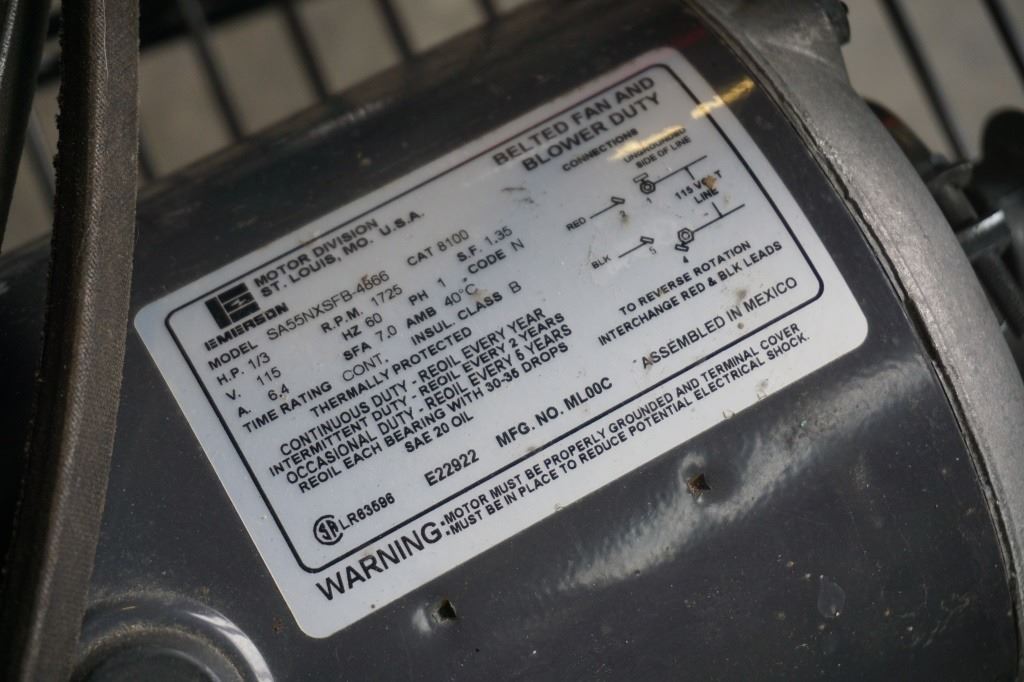 EMERSON
MOTOR DIVISION
ST. LOUIS, MO. U.S.A.
BELTED FAN AND
BLOWER DUTY
MODEL SA55NXSFB-4866 CAT 8100
H.P. 1/3 R.P.M. 1725 S.F. 1.35
V. 115 HZ 60 PH 1 CODE N
A. 6.4 SFA 7.0 AMB 40°C
TIME RATING CONT. INSUL. CLASS B
THERMALLY PROTECTED
CONTINUOUS DUTY - REOIL EVERY YEAR
INTERMITTENT DUTY - REOIL EVERY 2 YEARS
OCCASIONAL DUTY - REOIL EVERY 5 YEARS
REOIL EACH BEARING WITH 30-35 DROPS
SAE 20 OIL
CONNECTIONS
UNGROUNDED
SIDE OF LINE
RED
115 VOLT
LINE
BLK
5
4
TO REVERSE ROTATION
INTERCHANGE RED & BLK LEADS
LR63596 E22922 MFG. NO. ML00C ASSEMBLED IN MEXICO
WARNING: MOTOR MUST BE PROPERLY GROUNDED AND TERMINAL COVER
MUST BE IN PLACE TO REDUCE POTENTIAL ELECTRICAL SHOCK.